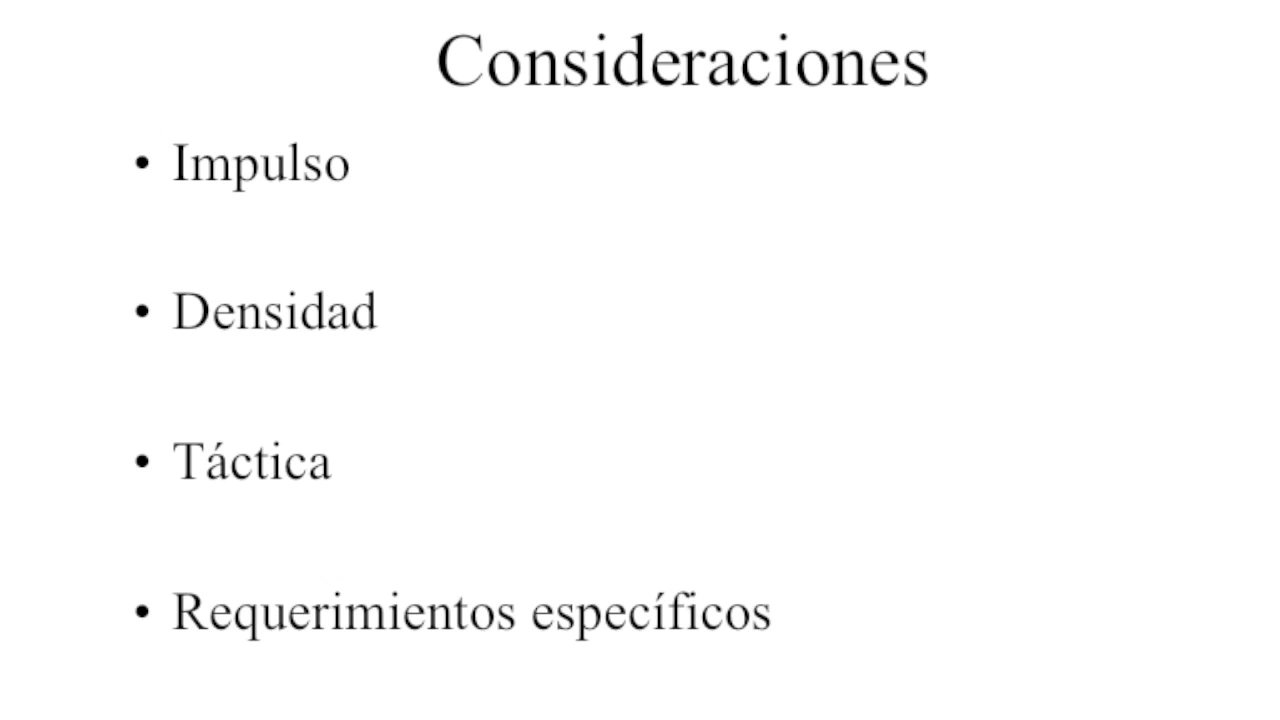 Consideraciones
• Impulso
• Densidad
• Táctica
• Requerimientos específicos